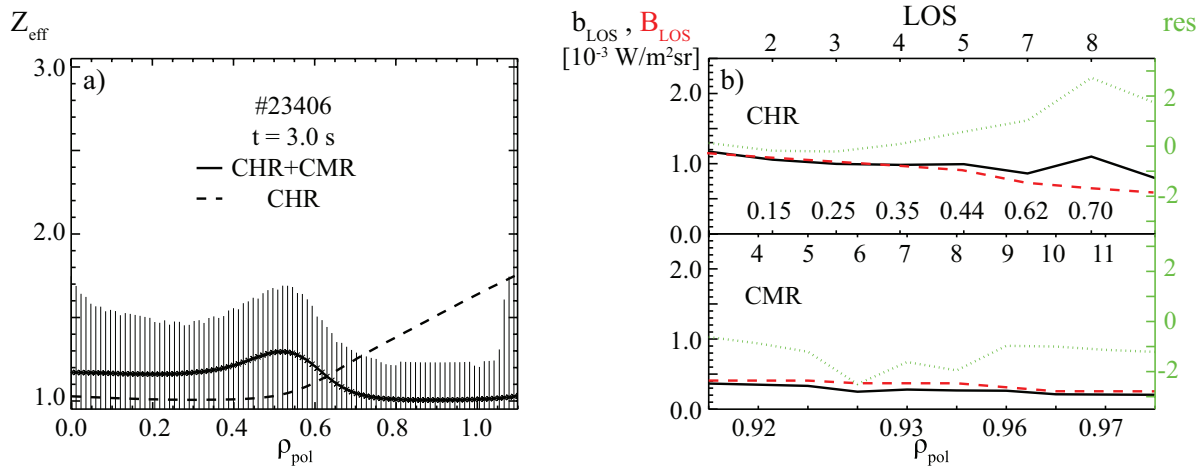 Z_eff
a)
#23406
t = 3.0 s
CHR+CMR
CHR
3.0
2.0
1.0
0.0 0.2 0.4 0.6 0.8 1.0
ρ_pol
b_LOS , B_LOS
[10^-3 W/m^2sr]
LOS
res
2 3 4 5 7 8
b)
CHR
2.0
1.0
0.0
2
0
-2
0.15 0.25 0.35 0.44 0.62 0.70
4 5 6 7 8 9 10 11
CMR
2.0
1.0
0.0
2
0
-2
0.92 0.93 0.96 0.97
ρ_pol